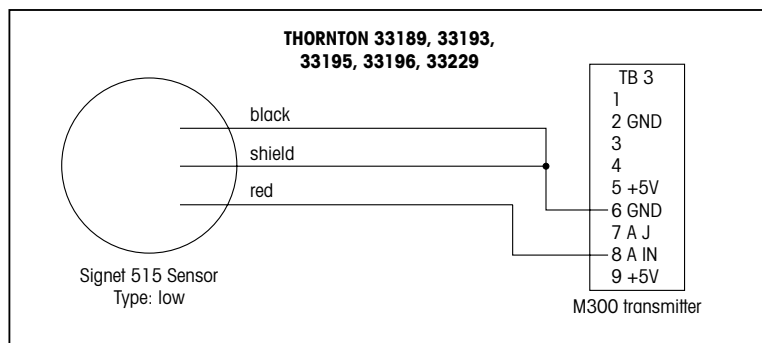 THORNTON 33189, 33193,
33195, 33196, 33229
black
shield
red
Signet 515 Sensor
Type: low
TB 3
1
2 GND
3
4
5 +5V
6 GND
7 A J
8 A IN
9 +5V
M300 transmitter